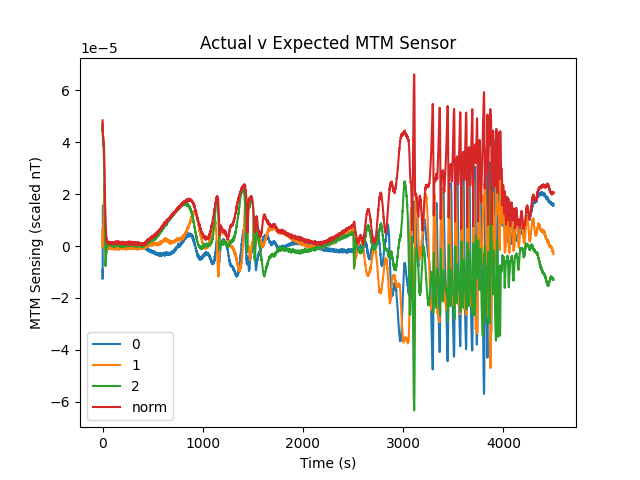 Actual v Expected MTM Sensor
1e−5
MTM Sensing (scaled nT)
6
4
2
0
−2
−4
−6
0
1
2
norm
0 1000 2000 3000 4000
Time (s)